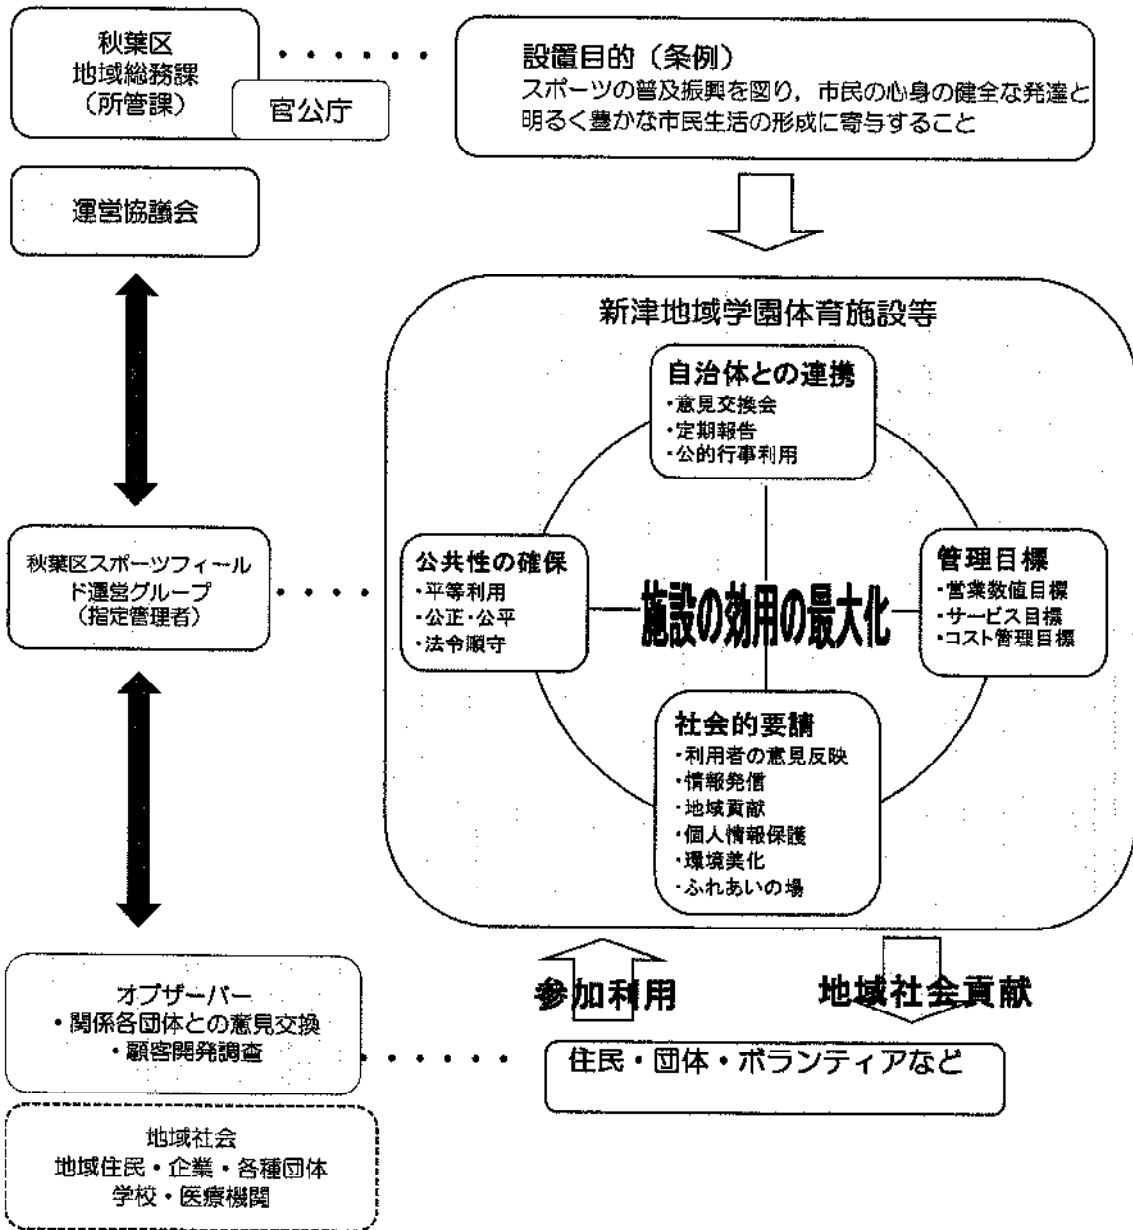 秋葉区
地域総務課
(所管課)
官公庁
設置目的(条例)
スポーツの普及振興を図り,市民の心身の健全な発達と
明るく豊かな市民生活の形成に寄与すること
運営協議会
新津地域学園体育施設等
自治体との連携
・意見交換会
・定期報告
・公的行事利用
秋葉区スポーツフィール
ド運営グループ
(指定管理者)
公共性の確保
・平等利用
・公正・公平
・法令順守
施設の効用の最大化
管理目標
・営業数値目標
・サービス目標
・コスト管理目標
社会的要請
・利用者の意見反映
・情報発信
・地域貢献
・個人情報保護
・環境美化
・ふれあいの場
オブザーバー
・関係各団体との意見交換
・顧客開発調査
参加利用
地域社会貢献
住民・団体・ボランティアなど
地域社会
地域住民・企業・各種団体
学校・医療機関